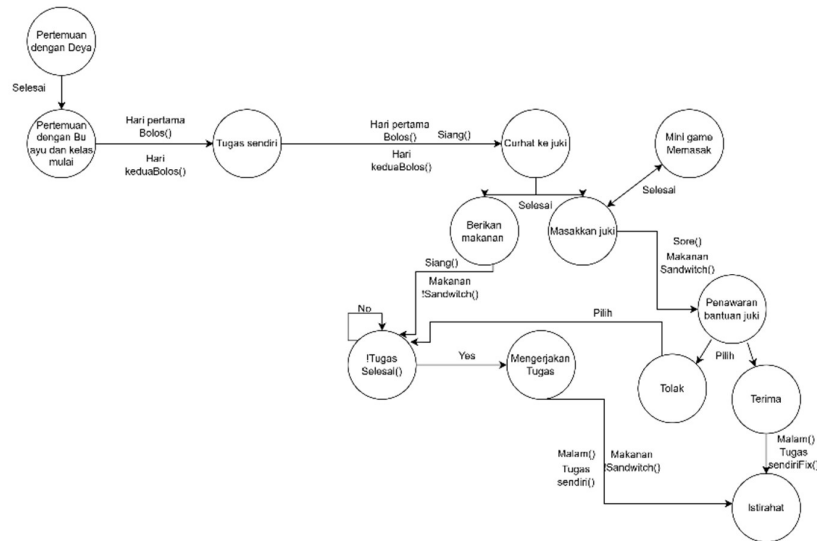 Pertemuan
dengan Deya
Selesai
Pertemuan
dengan Bu
ayu dan kelas
mulai
Hari pertama
Bolos()
Hari
keduaBolos()
Tugas sendiri
Hari pertama
Bolos()
Siang()
Hari
keduaBolos()
Curhat ke juki
Mini game
Memasak
Selesai
Selesai
Berikan
makanan
Masakkan juki
Siang()
Makanan
!Sandwitch()
Sore()
Makanan
Sandwitch()
Penawaran
bantuan juki
No
Pilih
Pilih
!Tugas
Selesai()
Yes
Mengerjakan
Tugas
Tolak
Terima
Malam()
Tugas
sendiri()
Makanan
!Sandwitch()
Malam()
Tugas
sendiriFix()
Istirahat